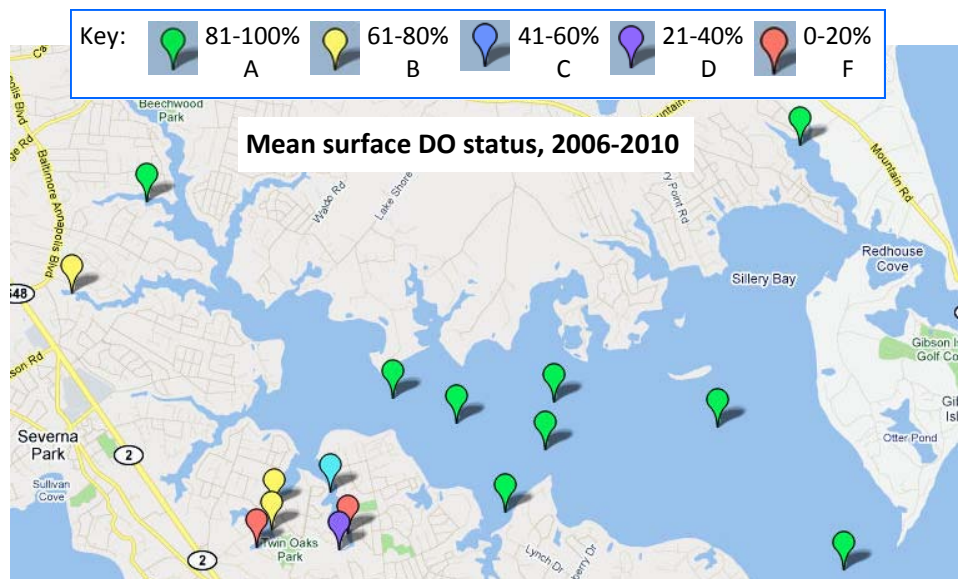 Key: 81-100% 61-80% 41-60% 21-40% 0-20%
A B C D F
Mean surface DO status, 2006-2010
Beechwood
Park
Baltimore Annapolis Blvd
Wade Rd
Lake Shore
Mountain Rd
Redhouse
Cove
Sillery Bay
648
Gibson Is
Golf Co
Otter Pond
Severna
Park
2
Sullivan
Cove
Twin Oaks
Park
2
Lynch Dr